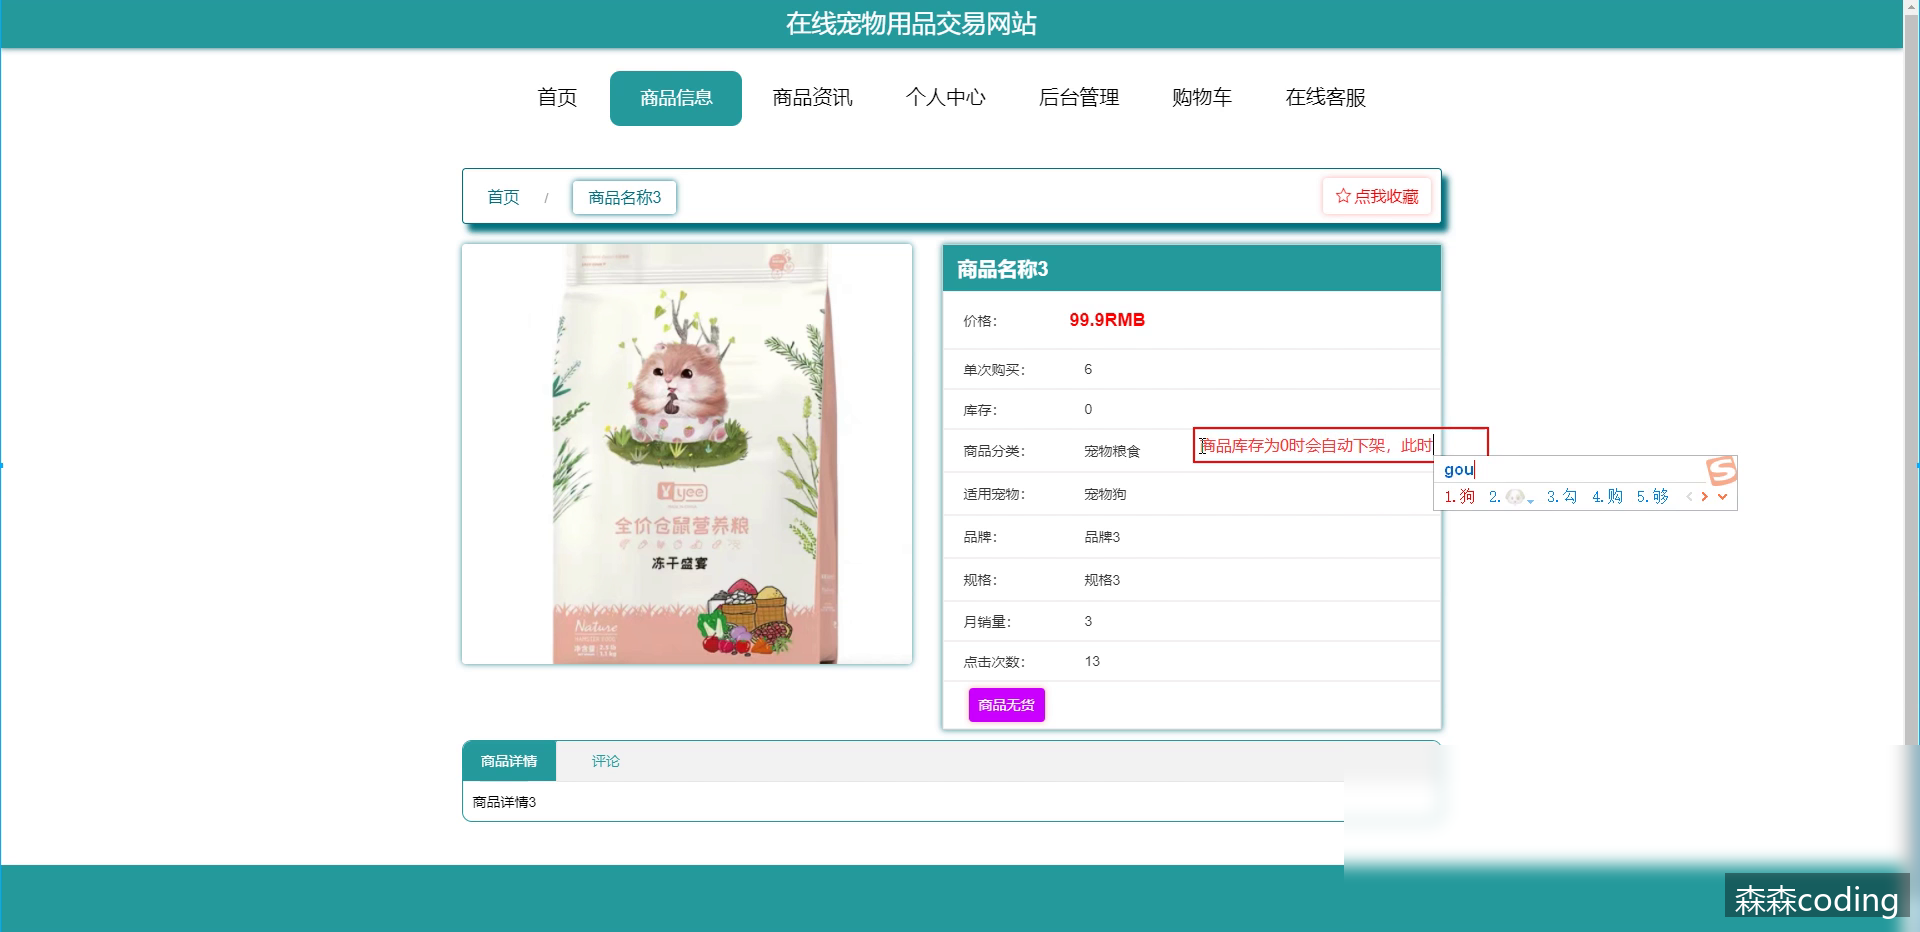 在线宠物用品交易网站
首页 商品信息 商品资讯 个人中心 后台管理 购物车 在线客服
首页 / 商品名称3 ☆点我收藏
yee
全价仓鼠营养粮
冻干盛宴
Nature
商品名称3
价格： 99.9RMB
单次购买： 6
库存： 0
商品分类： 宠物粮食
商品库存为0时会自动下架，此时
gou
1.狗 2. 3.勾 4.购 5.够
适用宠物： 宠物狗
品牌： 品牌3
规格： 规格3
月销量： 3
点击次数： 13
商品无货
商品详情 评论
商品详情3
森森coding